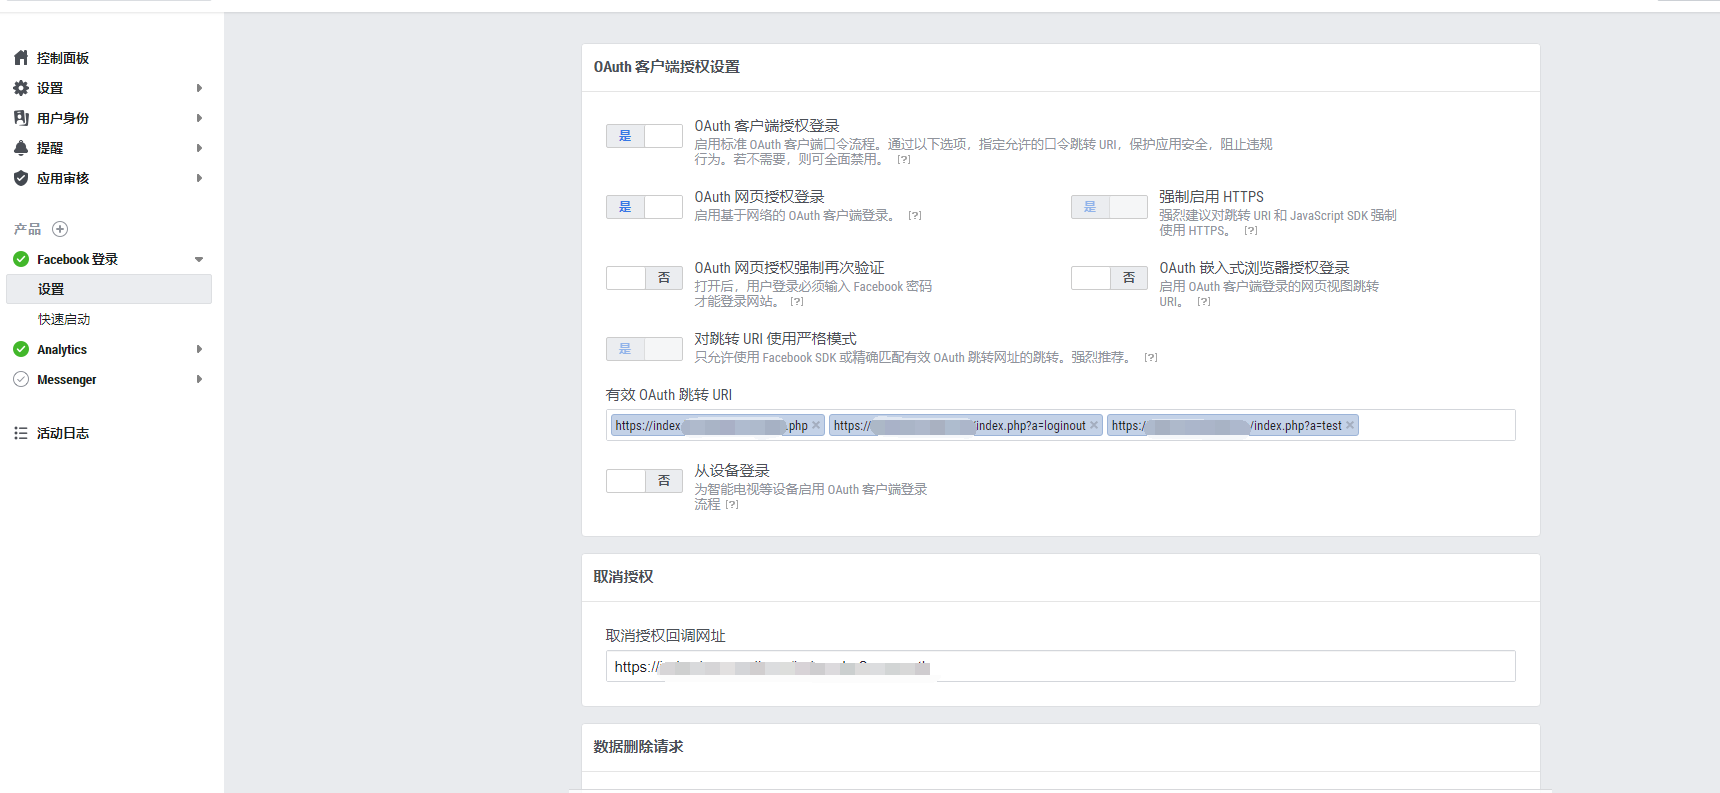 控制面板
设置
用户身份
提醒
应用审核
产品
Facebook 登录
设置
快速启动
Analytics
Messenger
活动日志
OAuth 客户端授权设置
是
OAuth 客户端授权登录
启用标准 OAuth 客户端口令流程。通过以下选项，指定允许的口令跳转 URI，保护应用安全，阻止违规
行为。若不需要，则可全面禁用。 [?]
是
OAuth 网页授权登录
启用基于网络的 OAuth 客户端登录。 [?]
是
强制启用 HTTPS
强烈建议对跳转 URI 和 JavaScript SDK 强制
使用 HTTPS。 [?]
否
OAuth 网页授权强制再次验证
打开后，用户登录必须输入 Facebook 密码
才能登录网站。 [?]
否
OAuth 嵌入式浏览器授权登录
启用 OAuth 客户端登录的网页视图跳转
URI。 [?]
是
对跳转 URI 使用严格模式
只允许使用 Facebook SDK 或精确匹配有效 OAuth 跳转网址的跳转。强烈推荐。 [?]
有效 OAuth 跳转 URI
https://index .php × https:// /index.php?a=loginout × https:// /index.php?a=test ×
否
从设备登录
为智能电视等设备启用 OAuth 客户端登录
流程 [?]
取消授权
取消授权回调网址
https://
数据删除请求